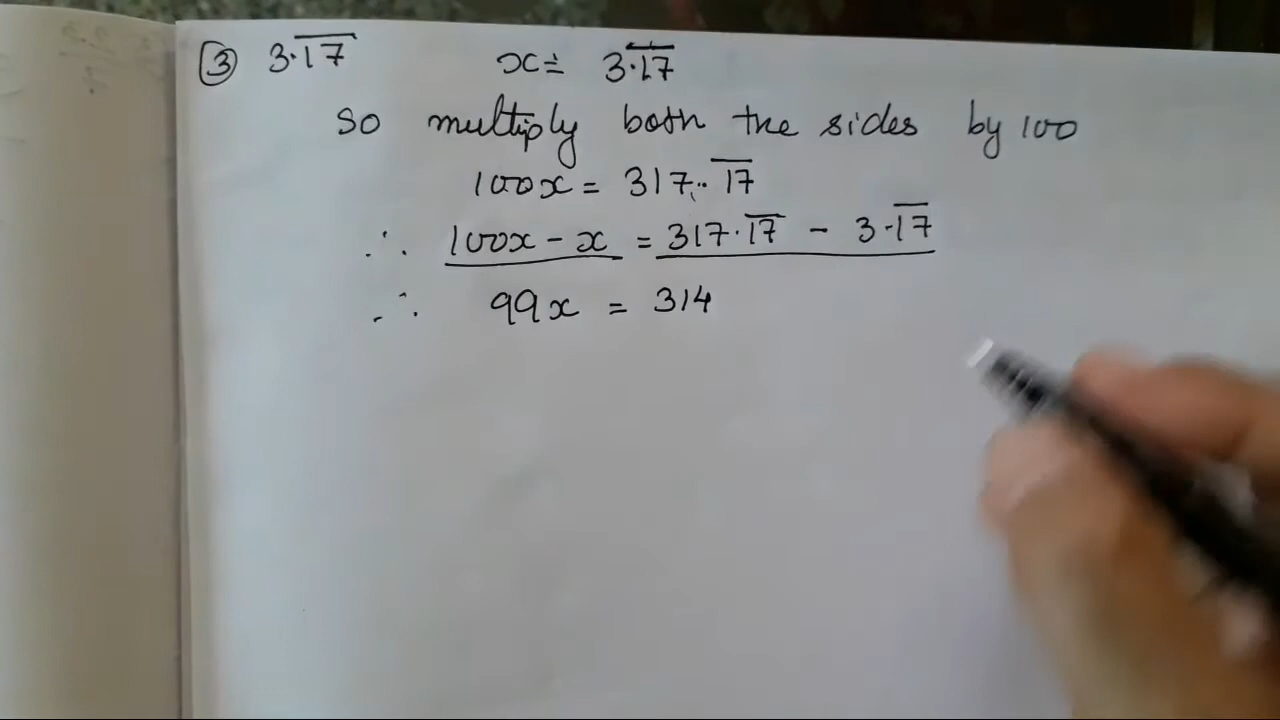 ③ 3.1̅7̅ x = 3.1̅7̅
So multiply both the sides by 100
100x = 317.1̅7̅
∴ 100x - x = 317.1̅7̅ - 3.1̅7̅
∴ 99x = 314